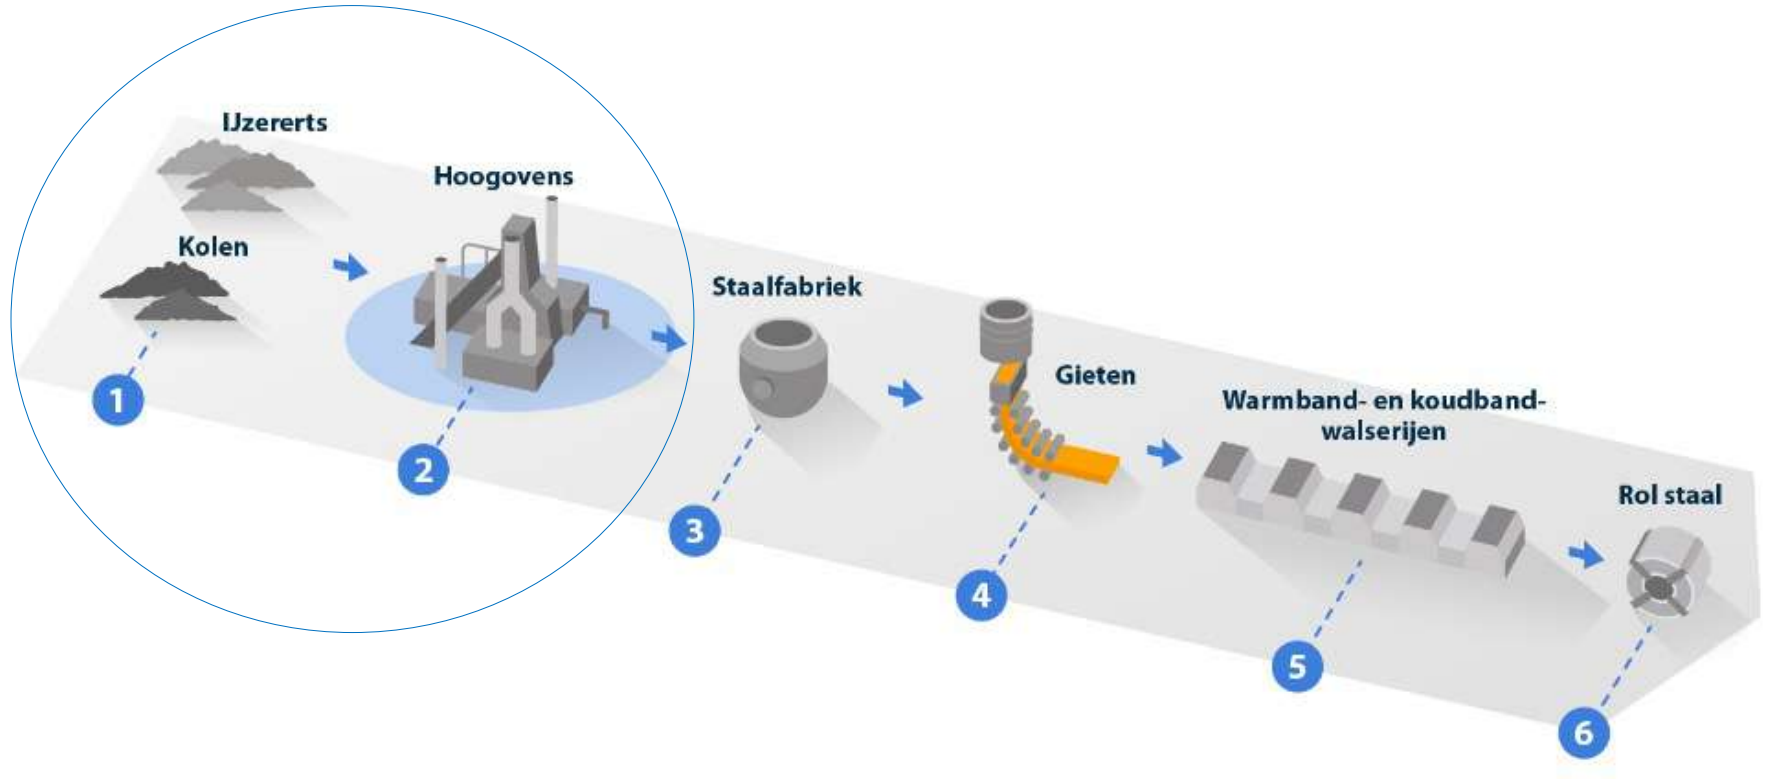 IJzererts
Hoogovens
Kolen
Staalfabriek
Gieten
Warmband- en koudband-
walserijen
Rol staal
1
2
3
4
5
6